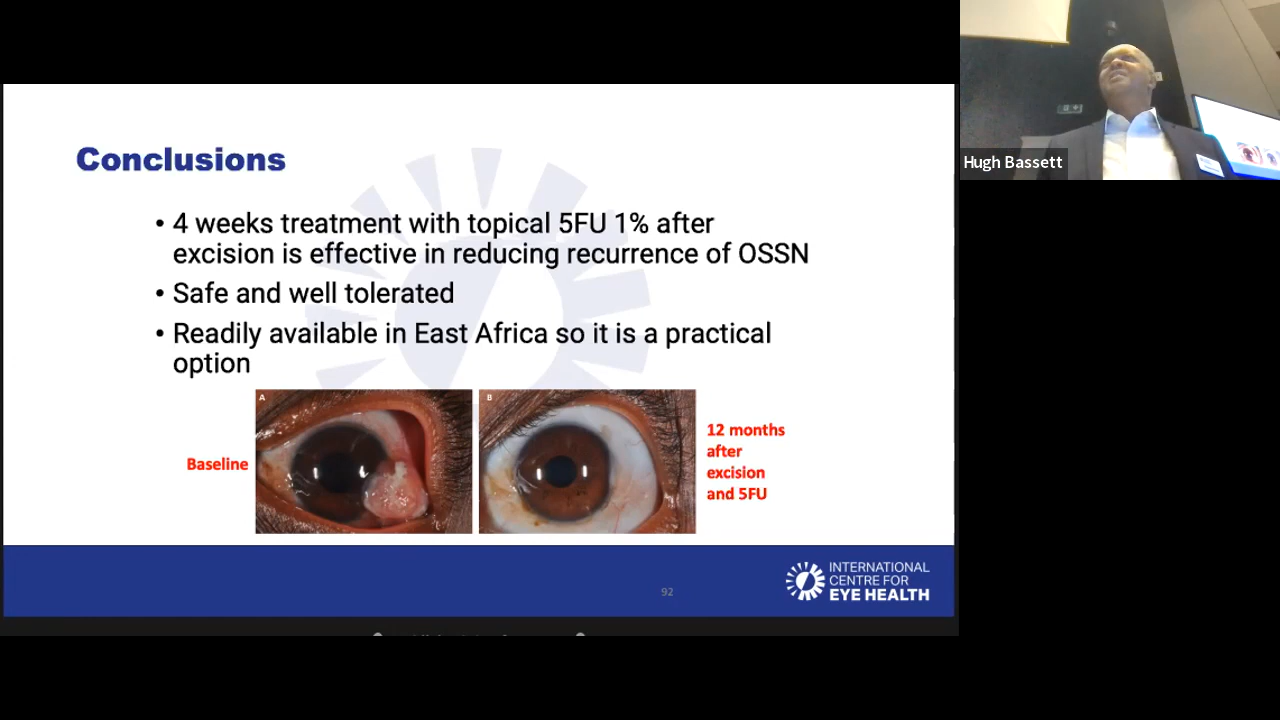 Conclusions
• 4 weeks treatment with topical 5FU 1% after
excision is effective in reducing recurrence of OSSN
• Safe and well tolerated
• Readily available in East Africa so it is a practical
option
A
B
Baseline
12 months
after
excision
and 5FU
92
INTERNATIONAL
CENTRE FOR
EYE HEALTH
Hugh Bassett